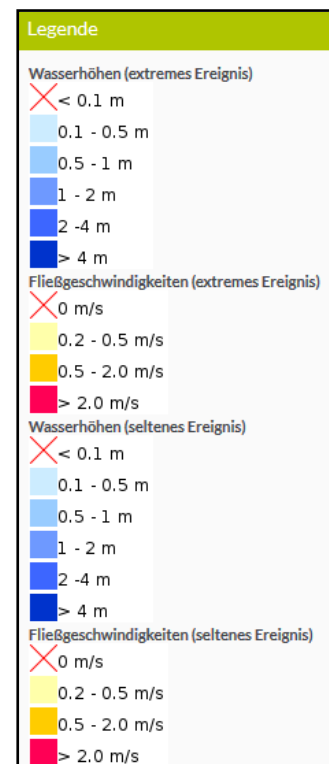 Legende
Wasserhöhen (extremes Ereignis)
< 0.1 m
0.1 - 0.5 m
0.5 - 1 m
1 - 2 m
2 -4 m
> 4 m
Fließgeschwindigkeiten (extremes Ereignis)
0 m/s
0.2 - 0.5 m/s
0.5 - 2.0 m/s
> 2.0 m/s
Wasserhöhen (seltenes Ereignis)
< 0.1 m
0.1 - 0.5 m
0.5 - 1 m
1 - 2 m
2 -4 m
> 4 m
Fließgeschwindigkeiten (seltenes Ereignis)
0 m/s
0.2 - 0.5 m/s
0.5 - 2.0 m/s
> 2.0 m/s